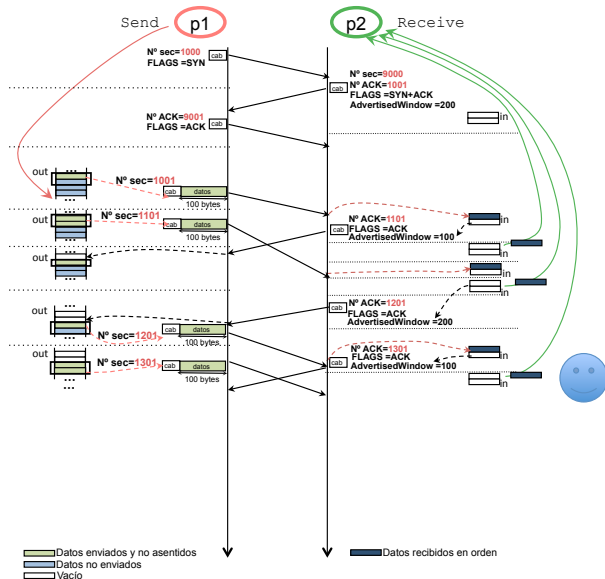 Send p1 p2 Receive
Nº sec=1000
FLAGS =SYN
cab
Nº sec=9000
Nº ACK=1001
FLAGS =SYN+ACK
AdvertisedWindow =200
cab
in
Nº ACK=9001
FLAGS =ACK
cab
...
out
Nº sec=1001
cab datos
100 bytes
...
out
Nº sec=1101
cab datos
100 bytes
...
Nº ACK=1101
FLAGS =ACK
AdvertisedWindow =100
cab
in
in
out
...
in
in
Nº ACK=1201
FLAGS =ACK
AdvertisedWindow =200
cab
...
out
Nº sec=1201
cab datos
100 bytes
...
out
Nº sec=1301
cab datos
100 bytes
...
Nº ACK=1301
FLAGS =ACK
AdvertisedWindow =100
cab
in
in
Datos enviados y no asentidos
Datos no enviados
Vacío
Datos recibidos en orden